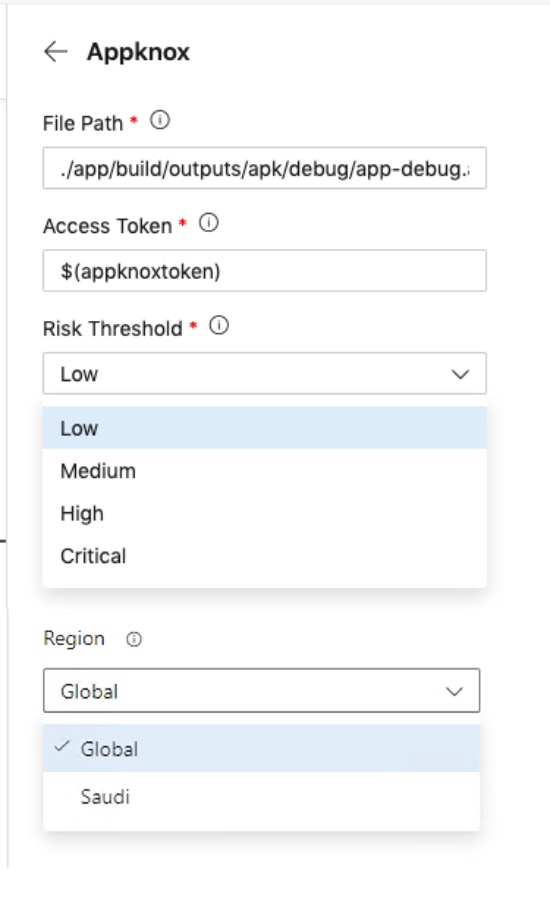 Appknox
File Path *
./app/build/outputs/apk/debug/app-debug.
Access Token *
$(appknoxtoken)
Risk Threshold *
Low
Low
Medium
High
Critical
Region
Global
Global
Saudi